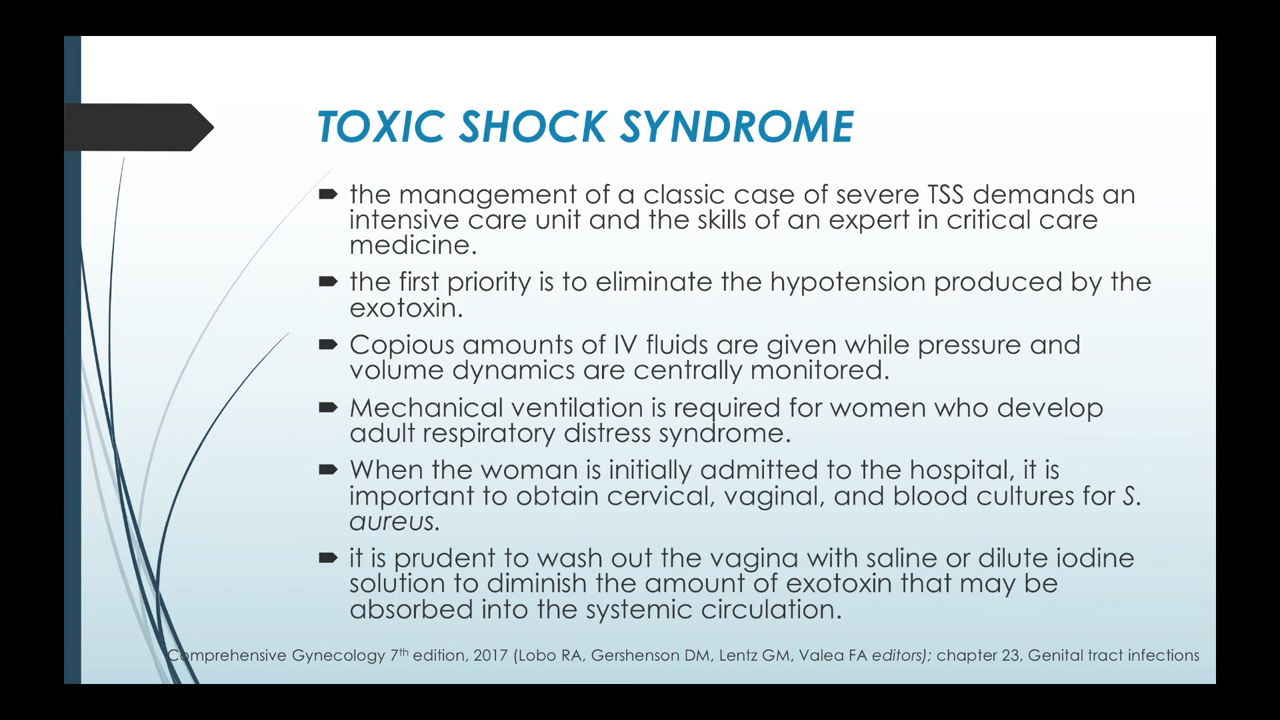 TOXIC SHOCK SYNDROME
the management of a classic case of severe TSS demands an
intensive care unit and the skills of an expert in critical care
medicine.
the first priority is to eliminate the hypotension produced by the
exotoxin.
Copious amounts of IV fluids are given while pressure and
volume dynamics are centrally monitored.
Mechanical ventilation is required for women who develop
adult respiratory distress syndrome.
When the woman is initially admitted to the hospital, it is
important to obtain cervical, vaginal, and blood cultures for S.
aureus.
it is prudent to wash out the vagina with saline or dilute iodine
solution to diminish the amount of exotoxin that may be
absorbed into the systemic circulation.
Comprehensive Gynecology 7th edition, 2017 (Lobo RA, Gershenson DM, Lentz GM, Valea FA editors); chapter 23, Genital tract infections